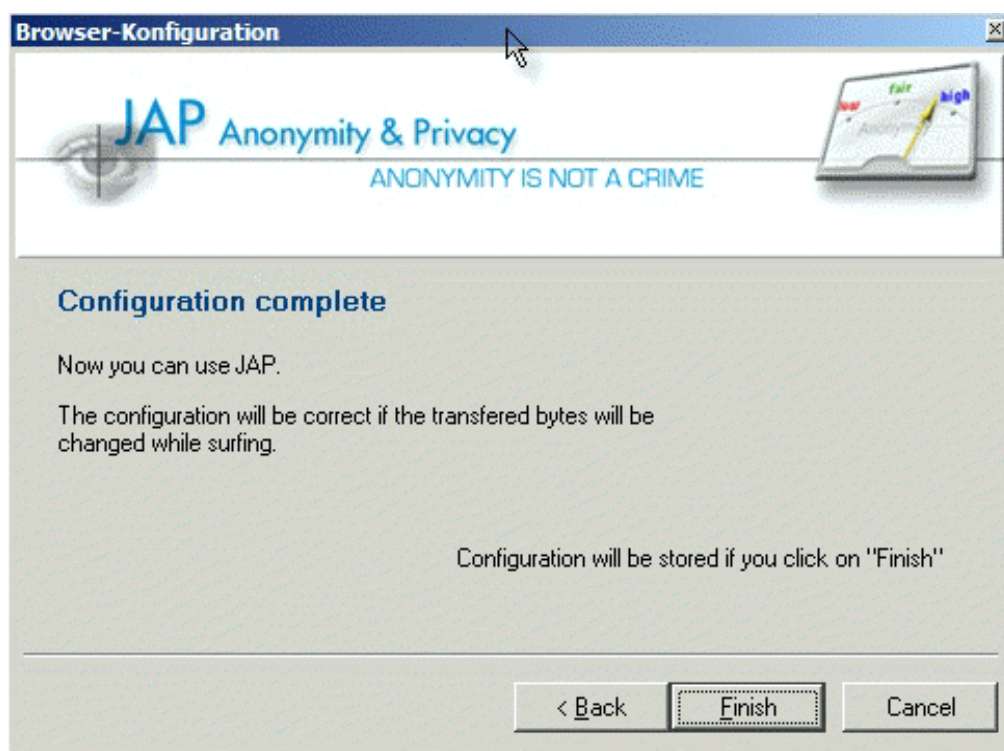 Browser-Konfiguration
JAP Anonymity & Privacy
ANONYMITY IS NOT A CRIME
low fair high
Configuration complete
Now you can use JAP.
The configuration will be correct if the transfered bytes will be
changed while surfing.
Configuration will be stored if you click on "Finish"
< Back Finish Cancel